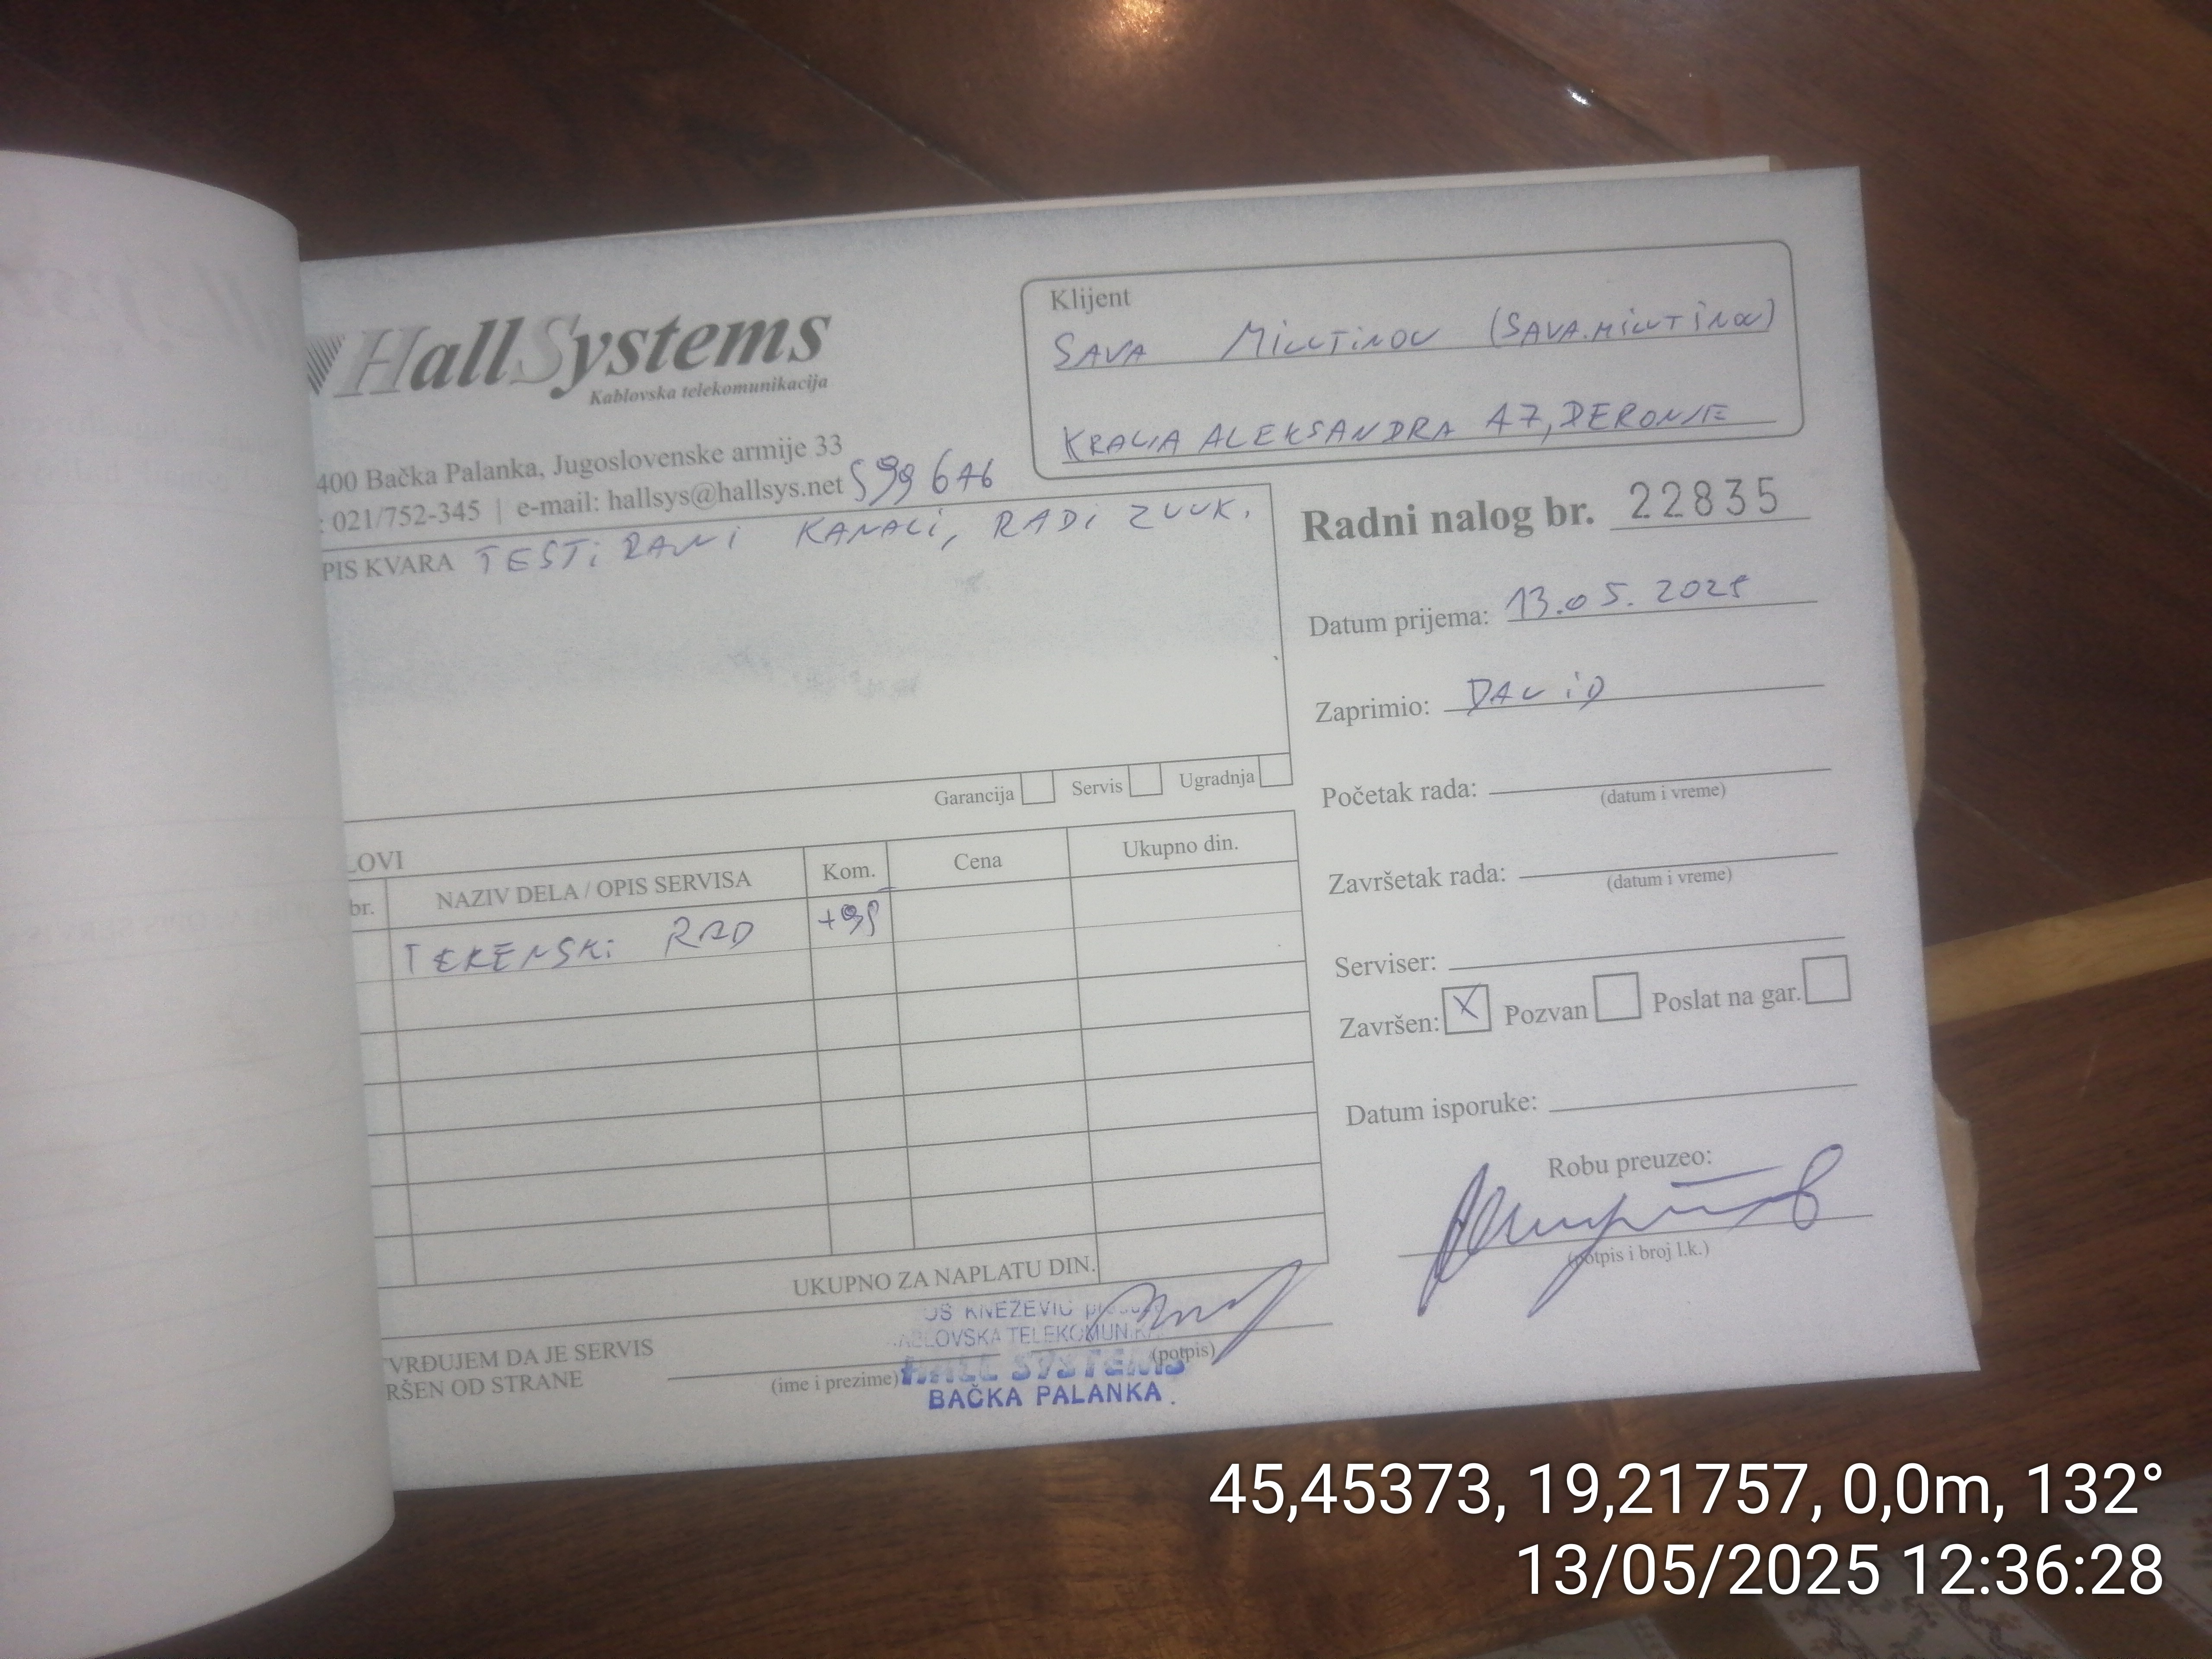 HallSystems
Kablovska telekomunikacija
400 Bačka Palanka, Jugoslovenske armije 33
: 021/752-345 | e-mail: hallsys@hallsys.net
Klijent
SAVA MILUTINOV (SAVA.MILUTINOV)
KRALJA ALEKSANDRA 47, DERONJE
PIS KVARA TESTIRANI KANALI, RADI ZVUK.
Garancija Servis Ugradnja
Radni nalog br. 22835
Datum prijema: 13.05.2025
Zaprimio: DAVID
Početak rada:
(datum i vreme)
Završetak rada:
(datum i vreme)
Serviser:
Završen: X Pozvan Poslat na gar.
Datum isporuke:
Robu preuzeo:
(potpis i broj l.k.)
LOVI
br. NAZIV DELA / OPIS SERVISA Kom. Cena Ukupno din.
TERENSKI RAD
UKUPNO ZA NAPLATU DIN.
VRĐUJEM DA JE SERVIS
RŠEN OD STRANE
(ime i prezime) (potpis)
OŠ KNEŽEVIĆ
KABLOVSKA TELEKOMUNIK
HALL SYSTEMS
BAČKA PALANKA.
45,45373, 19,21757, 0,0m, 132°
13/05/2025 12:36:28